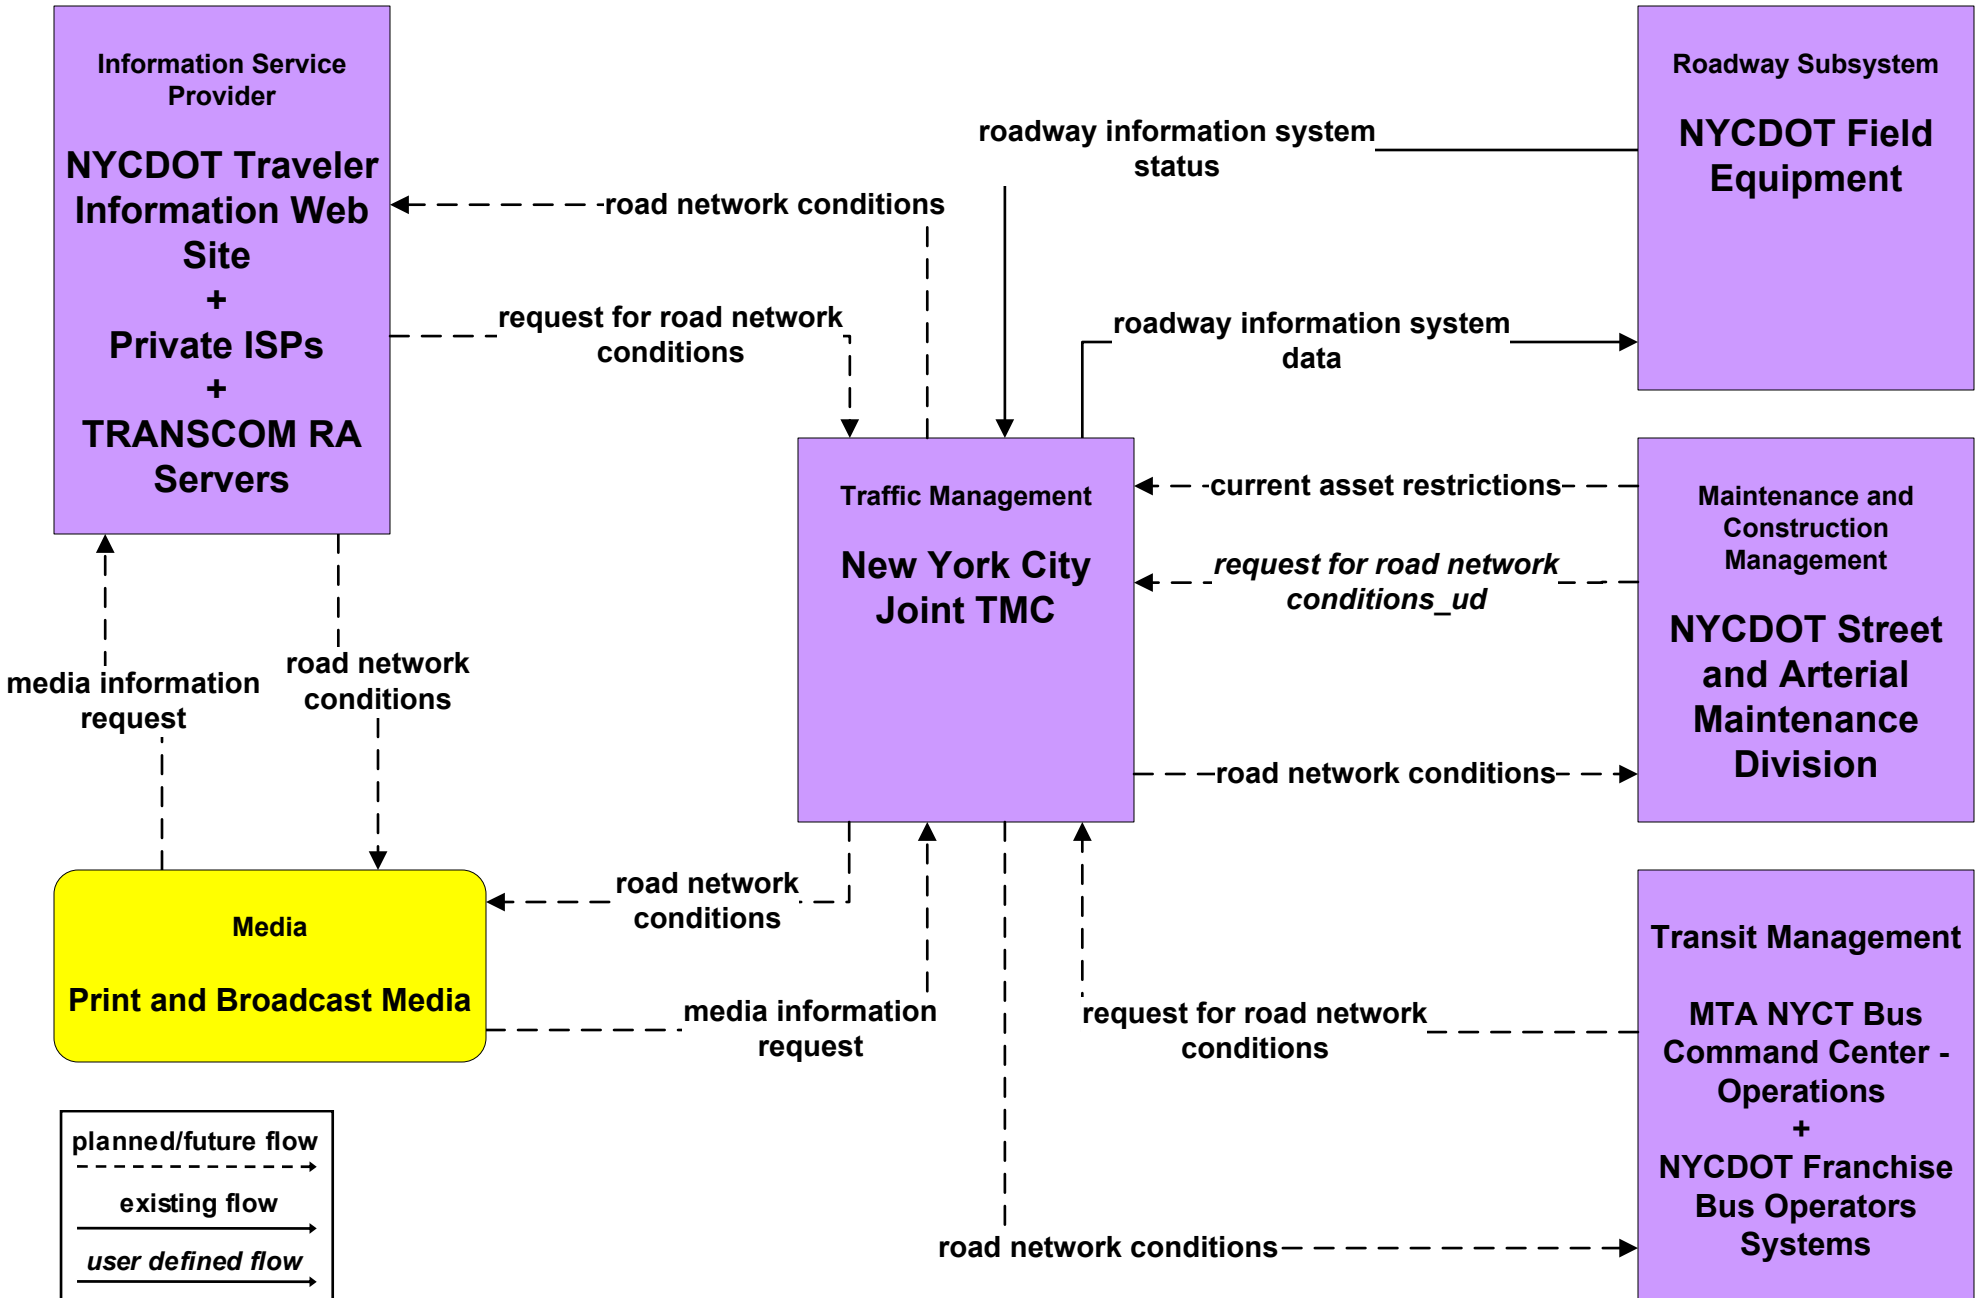 Information Service
Provider
NYCDOT Traveler
Information Web
Site
+
Private ISPs
+
TRANSCOM RA
Servers
Roadway Subsystem
NYCDOT Field
Equipment
roadway information system
status
road network conditions
request for road network
conditions
roadway information system
data
Traffic Management
New York City
Joint TMC
current asset restrictions
request for road network
conditions_ud
road network conditions
Maintenance and
Construction
Management
NYCDOT Street
and Arterial
Maintenance
Division
media information
request
road network
conditions
Media
Print and Broadcast Media
road network
conditions
media information
request
request for road network
conditions
road network conditions
Transit Management
MTA NYCT Bus
Command Center -
Operations
+
NYCDOT Franchise
Bus Operators
Systems
planned/future flow
existing flow
user defined flow